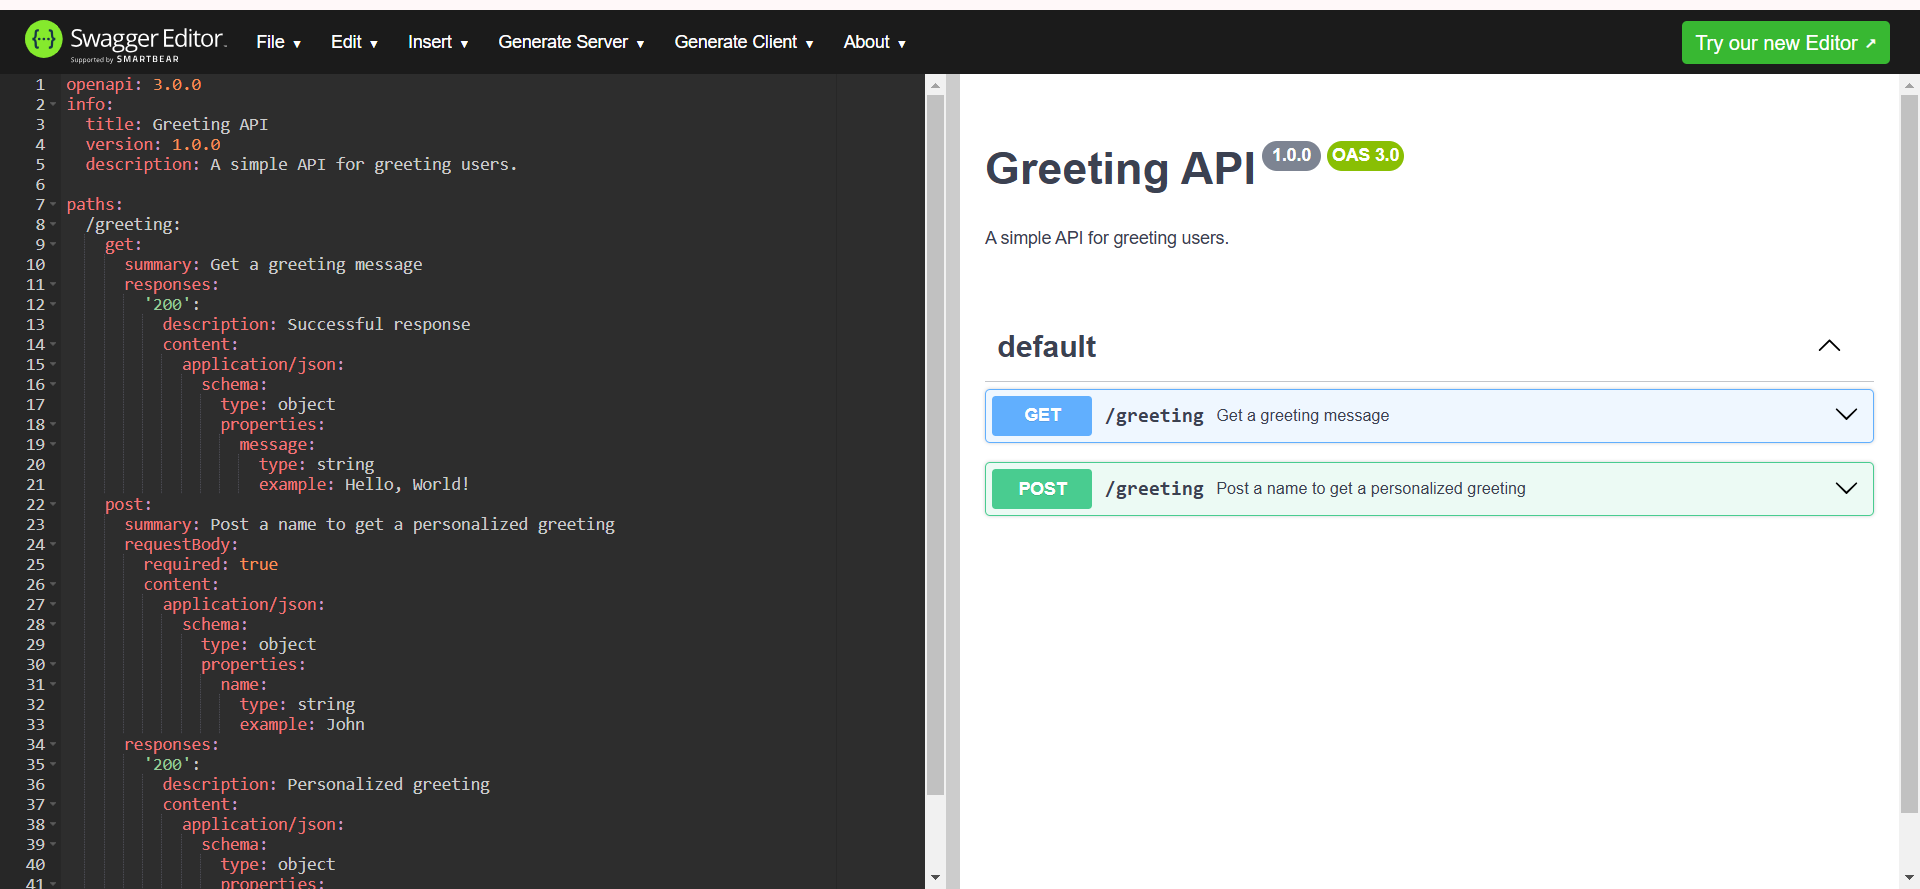 Swagger Editor.
Supported by SMARTBEAR
File ▾ Edit ▾ Insert ▾ Generate Server ▾ Generate Client ▾ About ▾
Try our new Editor ↗
1 openapi: 3.0.0
2 info:
3 title: Greeting API
4 version: 1.0.0
5 description: A simple API for greeting users.
6
7 paths:
8 /greeting:
9 get:
10 summary: Get a greeting message
11 responses:
12 '200':
13 description: Successful response
14 content:
15 application/json:
16 schema:
17 type: object
18 properties:
19 message:
20 type: string
21 example: Hello, World!
22 post:
23 summary: Post a name to get a personalized greeting
24 requestBody:
25 required: true
26 content:
27 application/json:
28 schema:
29 type: object
30 properties:
31 name:
32 type: string
33 example: John
34 responses:
35 '200':
36 description: Personalized greeting
37 content:
38 application/json:
39 schema:
40 type: object
41 properties:
Greeting API 1.0.0 OAS 3.0
A simple API for greeting users.
default
GET /greeting Get a greeting message
POST /greeting Post a name to get a personalized greeting